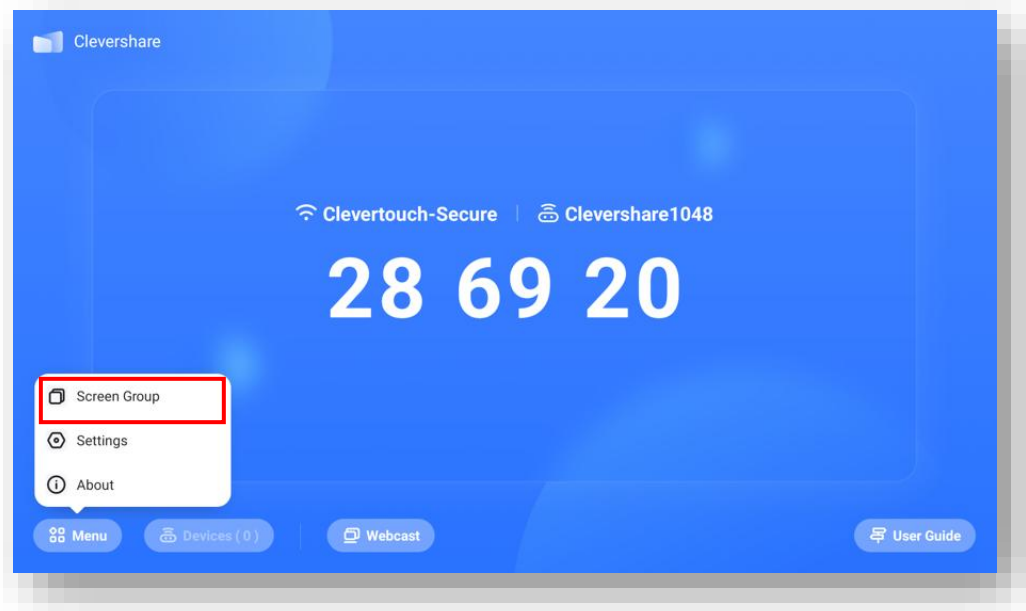 Clevershare
Clevertouch-Secure | Clevershare1048
28 69 20
Screen Group
Settings
About
Menu
Devices ( 0 )
Webcast
User Guide